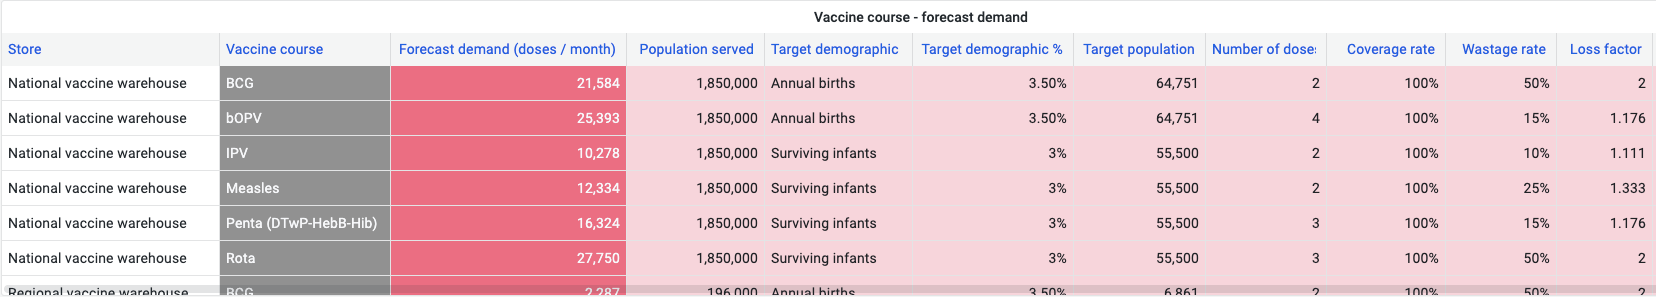 Vaccine course - forecast demand
Store Vaccine course Forecast demand (doses / month) Population served Target demographic Target demographic % Target population Number of doses Coverage rate Wastage rate Loss factor
National vaccine warehouse BCG 21,584 1,850,000 Annual births 3.50% 64,751 2 100% 50% 2
National vaccine warehouse bOPV 25,393 1,850,000 Annual births 3.50% 64,751 4 100% 15% 1.176
National vaccine warehouse IPV 10,278 1,850,000 Surviving infants 3% 55,500 2 100% 10% 1.111
National vaccine warehouse Measles 12,334 1,850,000 Surviving infants 3% 55,500 2 100% 25% 1.333
National vaccine warehouse Penta (DTwP-HebB-Hib) 16,324 1,850,000 Surviving infants 3% 55,500 3 100% 15% 1.176
National vaccine warehouse Rota 27,750 1,850,000 Surviving infants 3% 55,500 3 100% 50% 2
Regional vaccine warehouse BCG 2,287 196,000 Annual births 3.50% 6,861 2 100% 50% 2